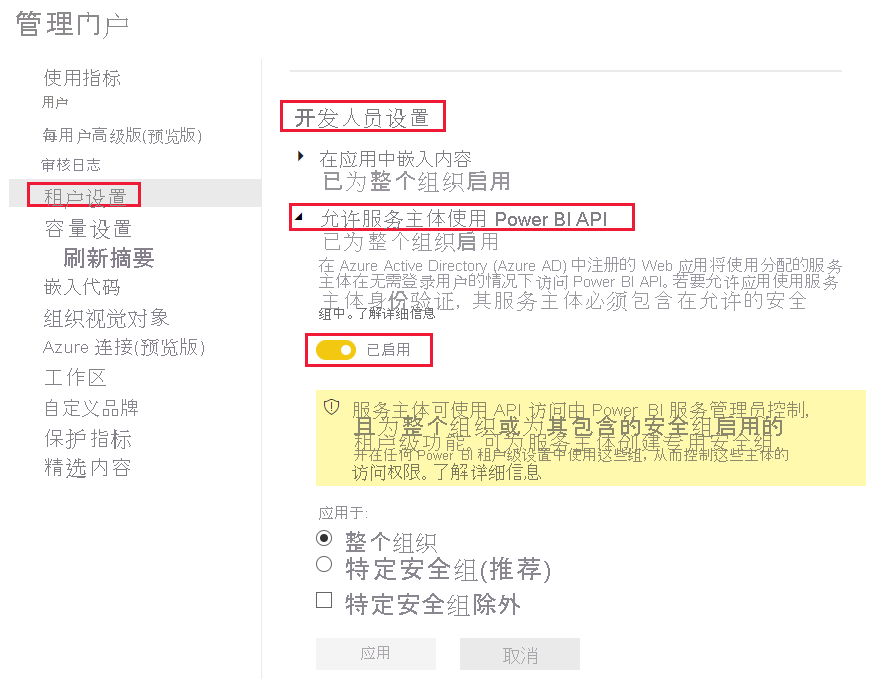 管理门户
使用指标
用户
每用户高级版(预览版)
审核日志
租户设置
容量设置
刷新摘要
嵌入代码
组织视觉对象
Azure 连接(预览版)
工作区
自定义品牌
保护指标
精选内容
开发人员设置
在应用中嵌入内容
已为整个组织启用
允许服务主体使用 Power BI API
已为整个组织启用
在 Azure Active Directory (Azure AD) 中注册的 Web 应用将使用分配的服务
主体在无需登录用户的情况下访问 Power BI API。若要允许应用使用服务
主体身份验证, 其服务主体必须包含在允许的安全
组中。了解详细信息
已启用
服务主体可使用 API 访问由 Power BI 服务管理员控制,
且为整个组织或为其包含的安全组启用的
租户级功能。可为服务主体创建专用安全组,
并在任何 Power BI 租户级设置中使用这些组, 从而控制这些主体的
访问权限。了解详细信息
应用于:
整个组织
特定安全组(推荐)
特定安全组除外
应用
取消